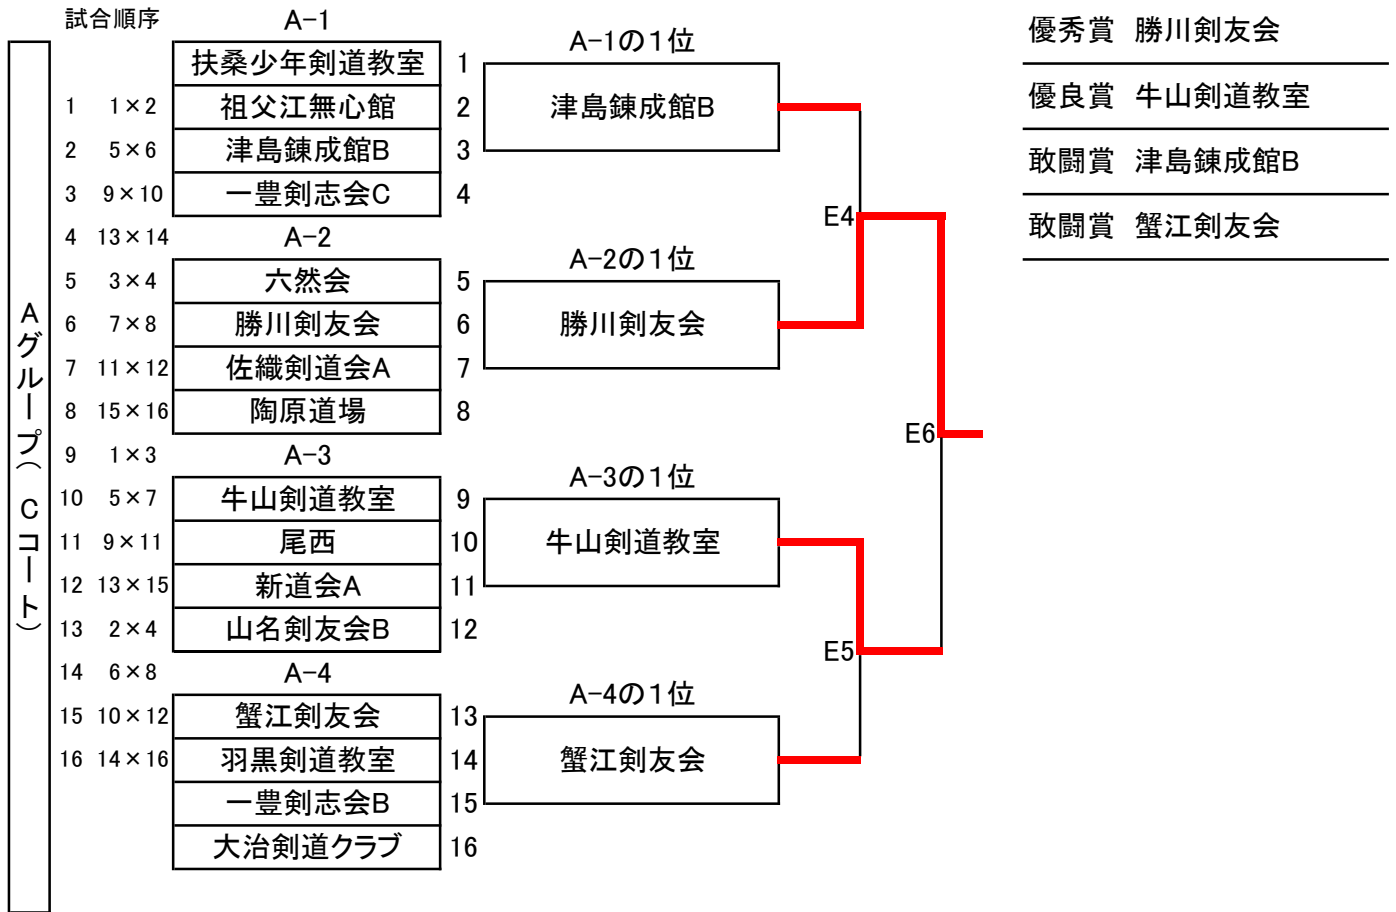 試合順序
A-1
A-1の1位
優秀賞 勝川剣友会
扶桑少年剣道教室 1
1 1×2 祖父江無心館 2 津島錬成館B
優良賞 牛山剣道教室
2 5×6 津島錬成館B 3
敢闘賞 津島錬成館B
3 9×10 一豊剣志会C 4
E4
敢闘賞 蟹江剣友会
4 13×14 A-2
A-2の1位
5 3×4 六然会 5
6 7×8 勝川剣友会 6 勝川剣友会
7 11×12 佐織剣道会A 7
8 15×16 陶原道場 8
E6
9 1×3 A-3
A-3の1位
10 5×7 牛山剣道教室 9
11 9×11 尾西 10 牛山剣道教室
12 13×15 新道会A 11
13 2×4 山名剣友会B 12
E5
14 6×8 A-4
A-4の1位
15 10×12 蟹江剣友会 13
16 14×16 羽黒剣道教室 14 蟹江剣友会
一豊剣志会B 15
大治剣道クラブ 16
Aグループ(Cコート)